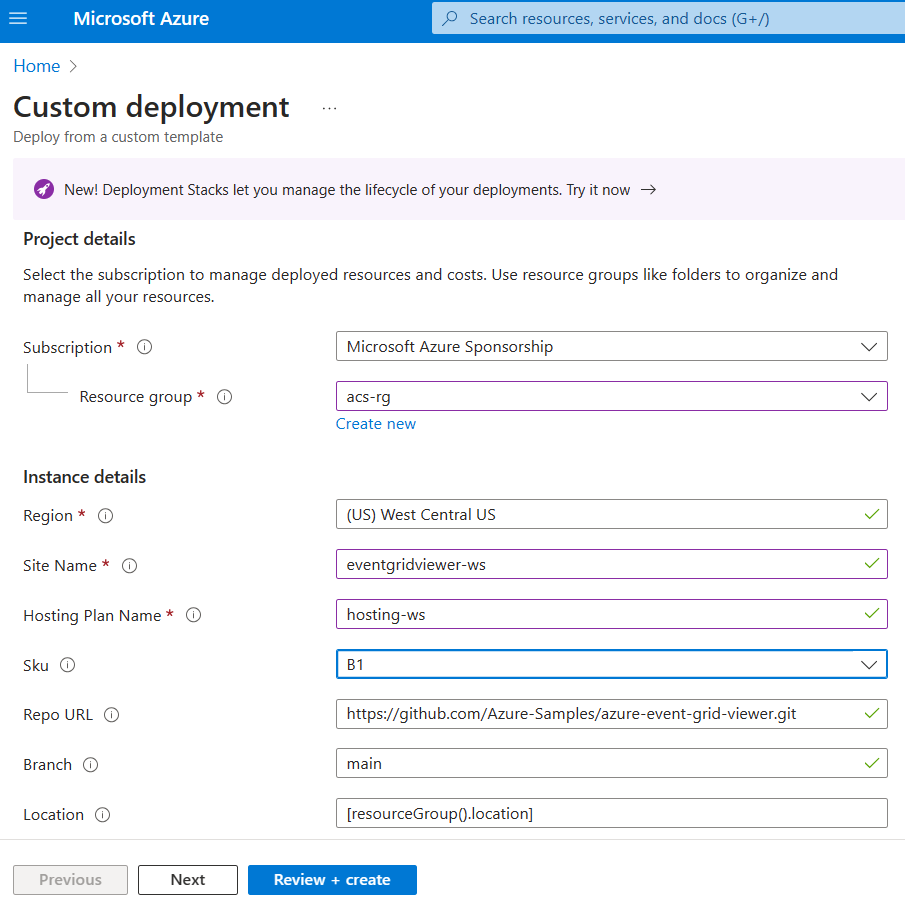 Microsoft Azure
Search resources, services, and docs (G+/)
Home
Custom deployment ...
Deploy from a custom template
New! Deployment Stacks let you manage the lifecycle of your deployments. Try it now →
Project details
Select the subscription to manage deployed resources and costs. Use resource groups like folders to organize and
manage all your resources.
Subscription * Microsoft Azure Sponsorship
Resource group * acs-rg
Create new
Instance details
Region * (US) West Central US
Site Name * eventgridviewer-ws
Hosting Plan Name * hosting-ws
Sku B1
Repo URL https://github.com/Azure-Samples/azure-event-grid-viewer.git
Branch main
Location [resourceGroup().location]
Previous Next Review + create